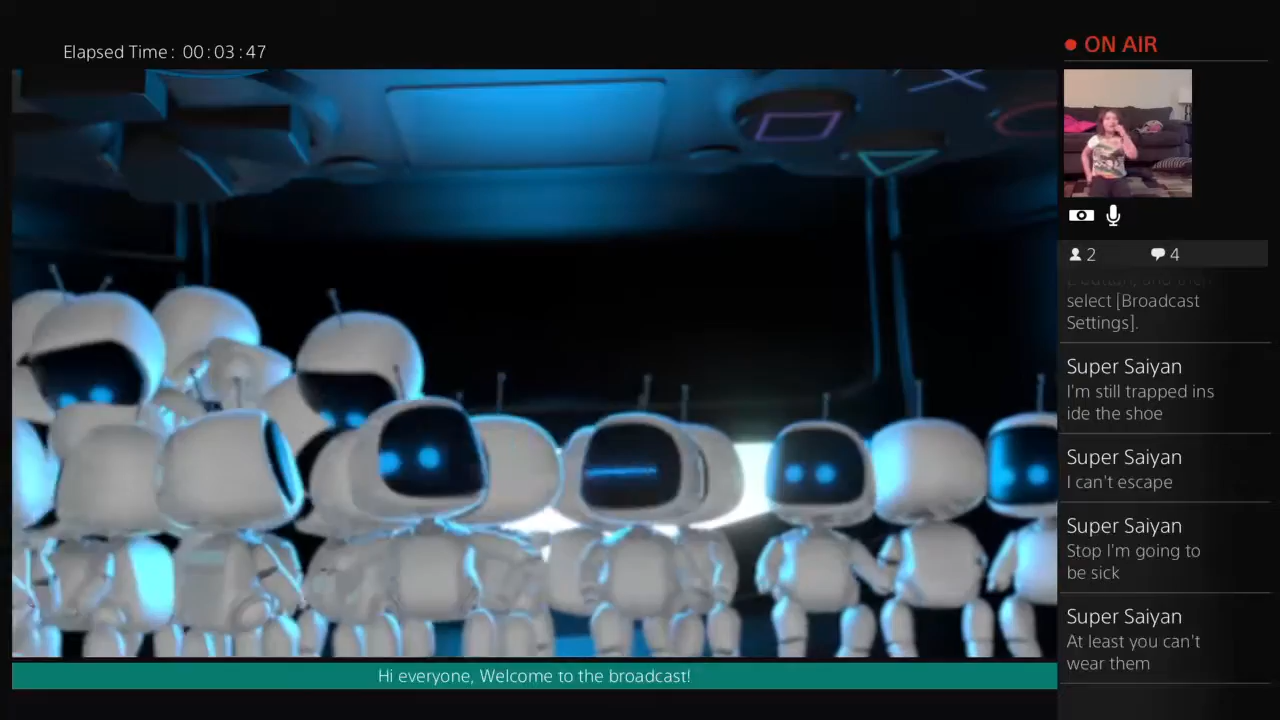 Elapsed Time: 00:03:47
ON AIR
2
4
select [Broadcast
Settings].
Super Saiyan
I'm still trapped ins
ide the shoe
Super Saiyan
I can't escape
Super Saiyan
Stop I'm going to
be sick
Super Saiyan
At least you can't
wear them
Hi everyone, Welcome to the broadcast!